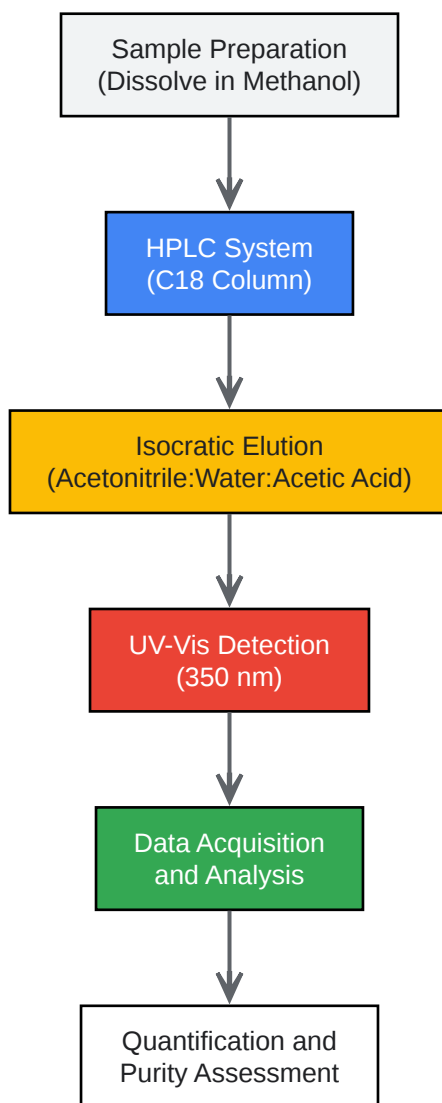 Sample Preparation
(Dissolve in Methanol)
HPLC System
(C18 Column)
Isocratic Elution
(Acetonitrile:Water:Acetic Acid)
UV-Vis Detection
(350 nm)
Data Acquisition
and Analysis
Quantification and
Purity Assessment